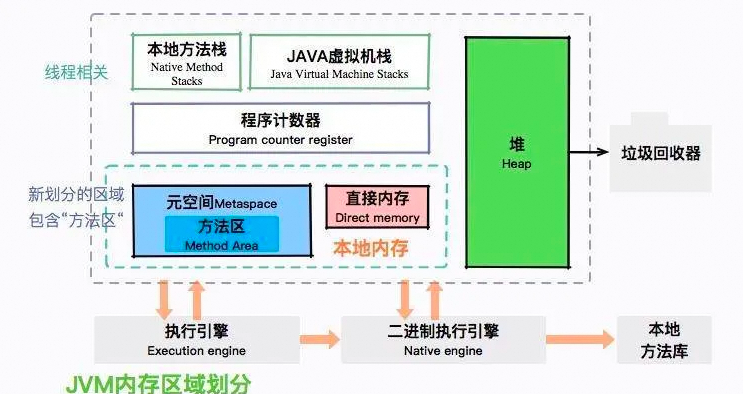 线程相关
本地方法栈
Native Method
Stacks
JAVA虚拟机栈
Java Virtual Machine Stacks
程序计数器
Program counter register
堆
Heap
垃圾回收器
新划分的区域
包含“方法区“
元空间Metaspace
方法区
Method Area
直接内存
Direct memory
本地内存
执行引擎
Execution engine
二进制执行引擎
Native engine
本地
方法库
JVM内存区域划分